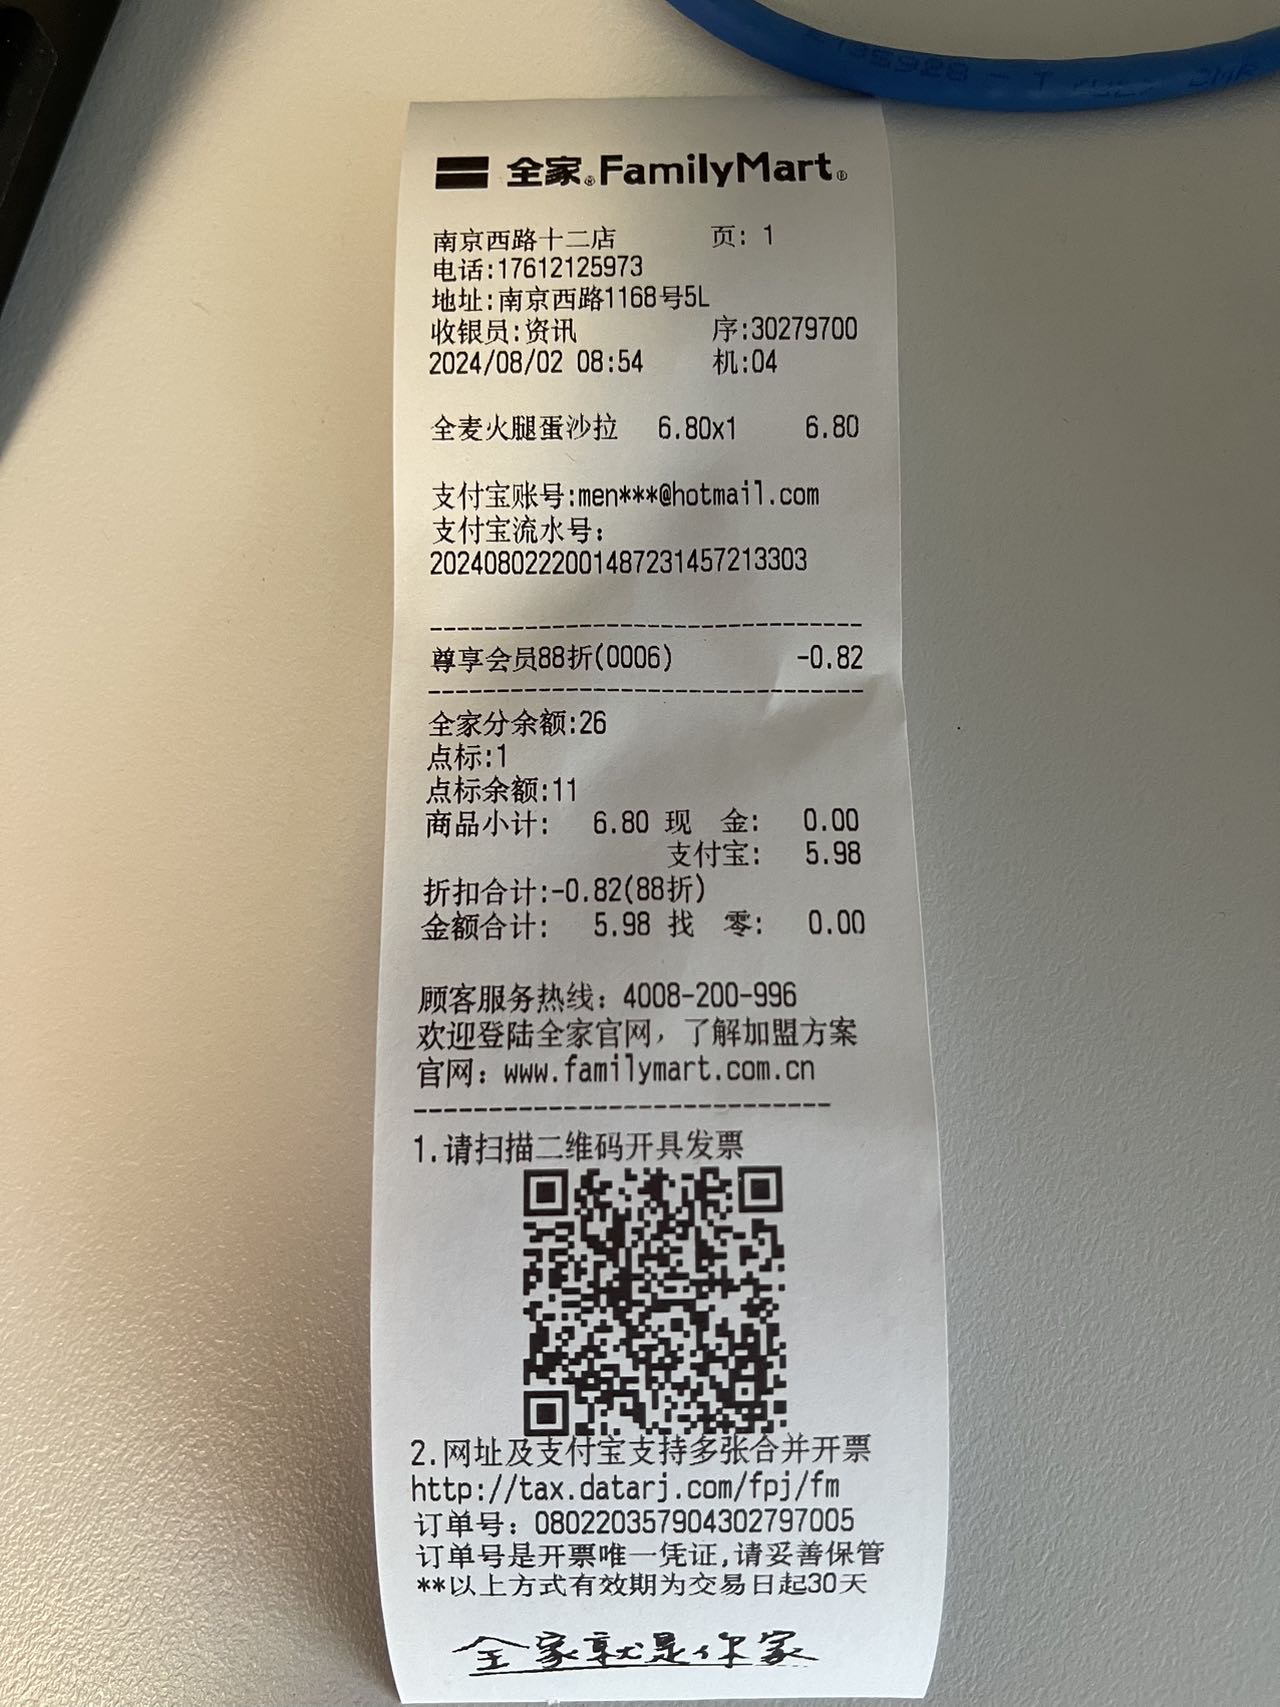 全家®FamilyMart®
南京西路十二店 页: 1
电话:17612125973
地址:南京西路1168号5L
收银员:资讯 序:30279700
2024/08/02 08:54 机:04
全麦火腿蛋沙拉 6.80x1 6.80
支付宝账号:men***@hotmail.com
支付宝流水号:
2024080222001487231457213303
------------------------------
尊享会员88折(0006) -0.82
------------------------------
全家分余额:26
点标:1
点标余额:11
商品小计: 6.80 现 金: 0.00
支付宝: 5.98
折扣合计:-0.82(88折)
金额合计: 5.98 找 零: 0.00
顾客服务热线: 4008-200-996
欢迎登陆全家官网，了解加盟方案
官网: www.familymart.com.cn
----------------------------
1.请扫描二维码开具发票
2.网址及支付宝支持多张合并开票
http://tax.datarj.com/fpj/fm
订单号: 080220357904302797005
订单号是开票唯一凭证,请妥善保管
**以上方式有效期为交易日起30天
全家就是你家